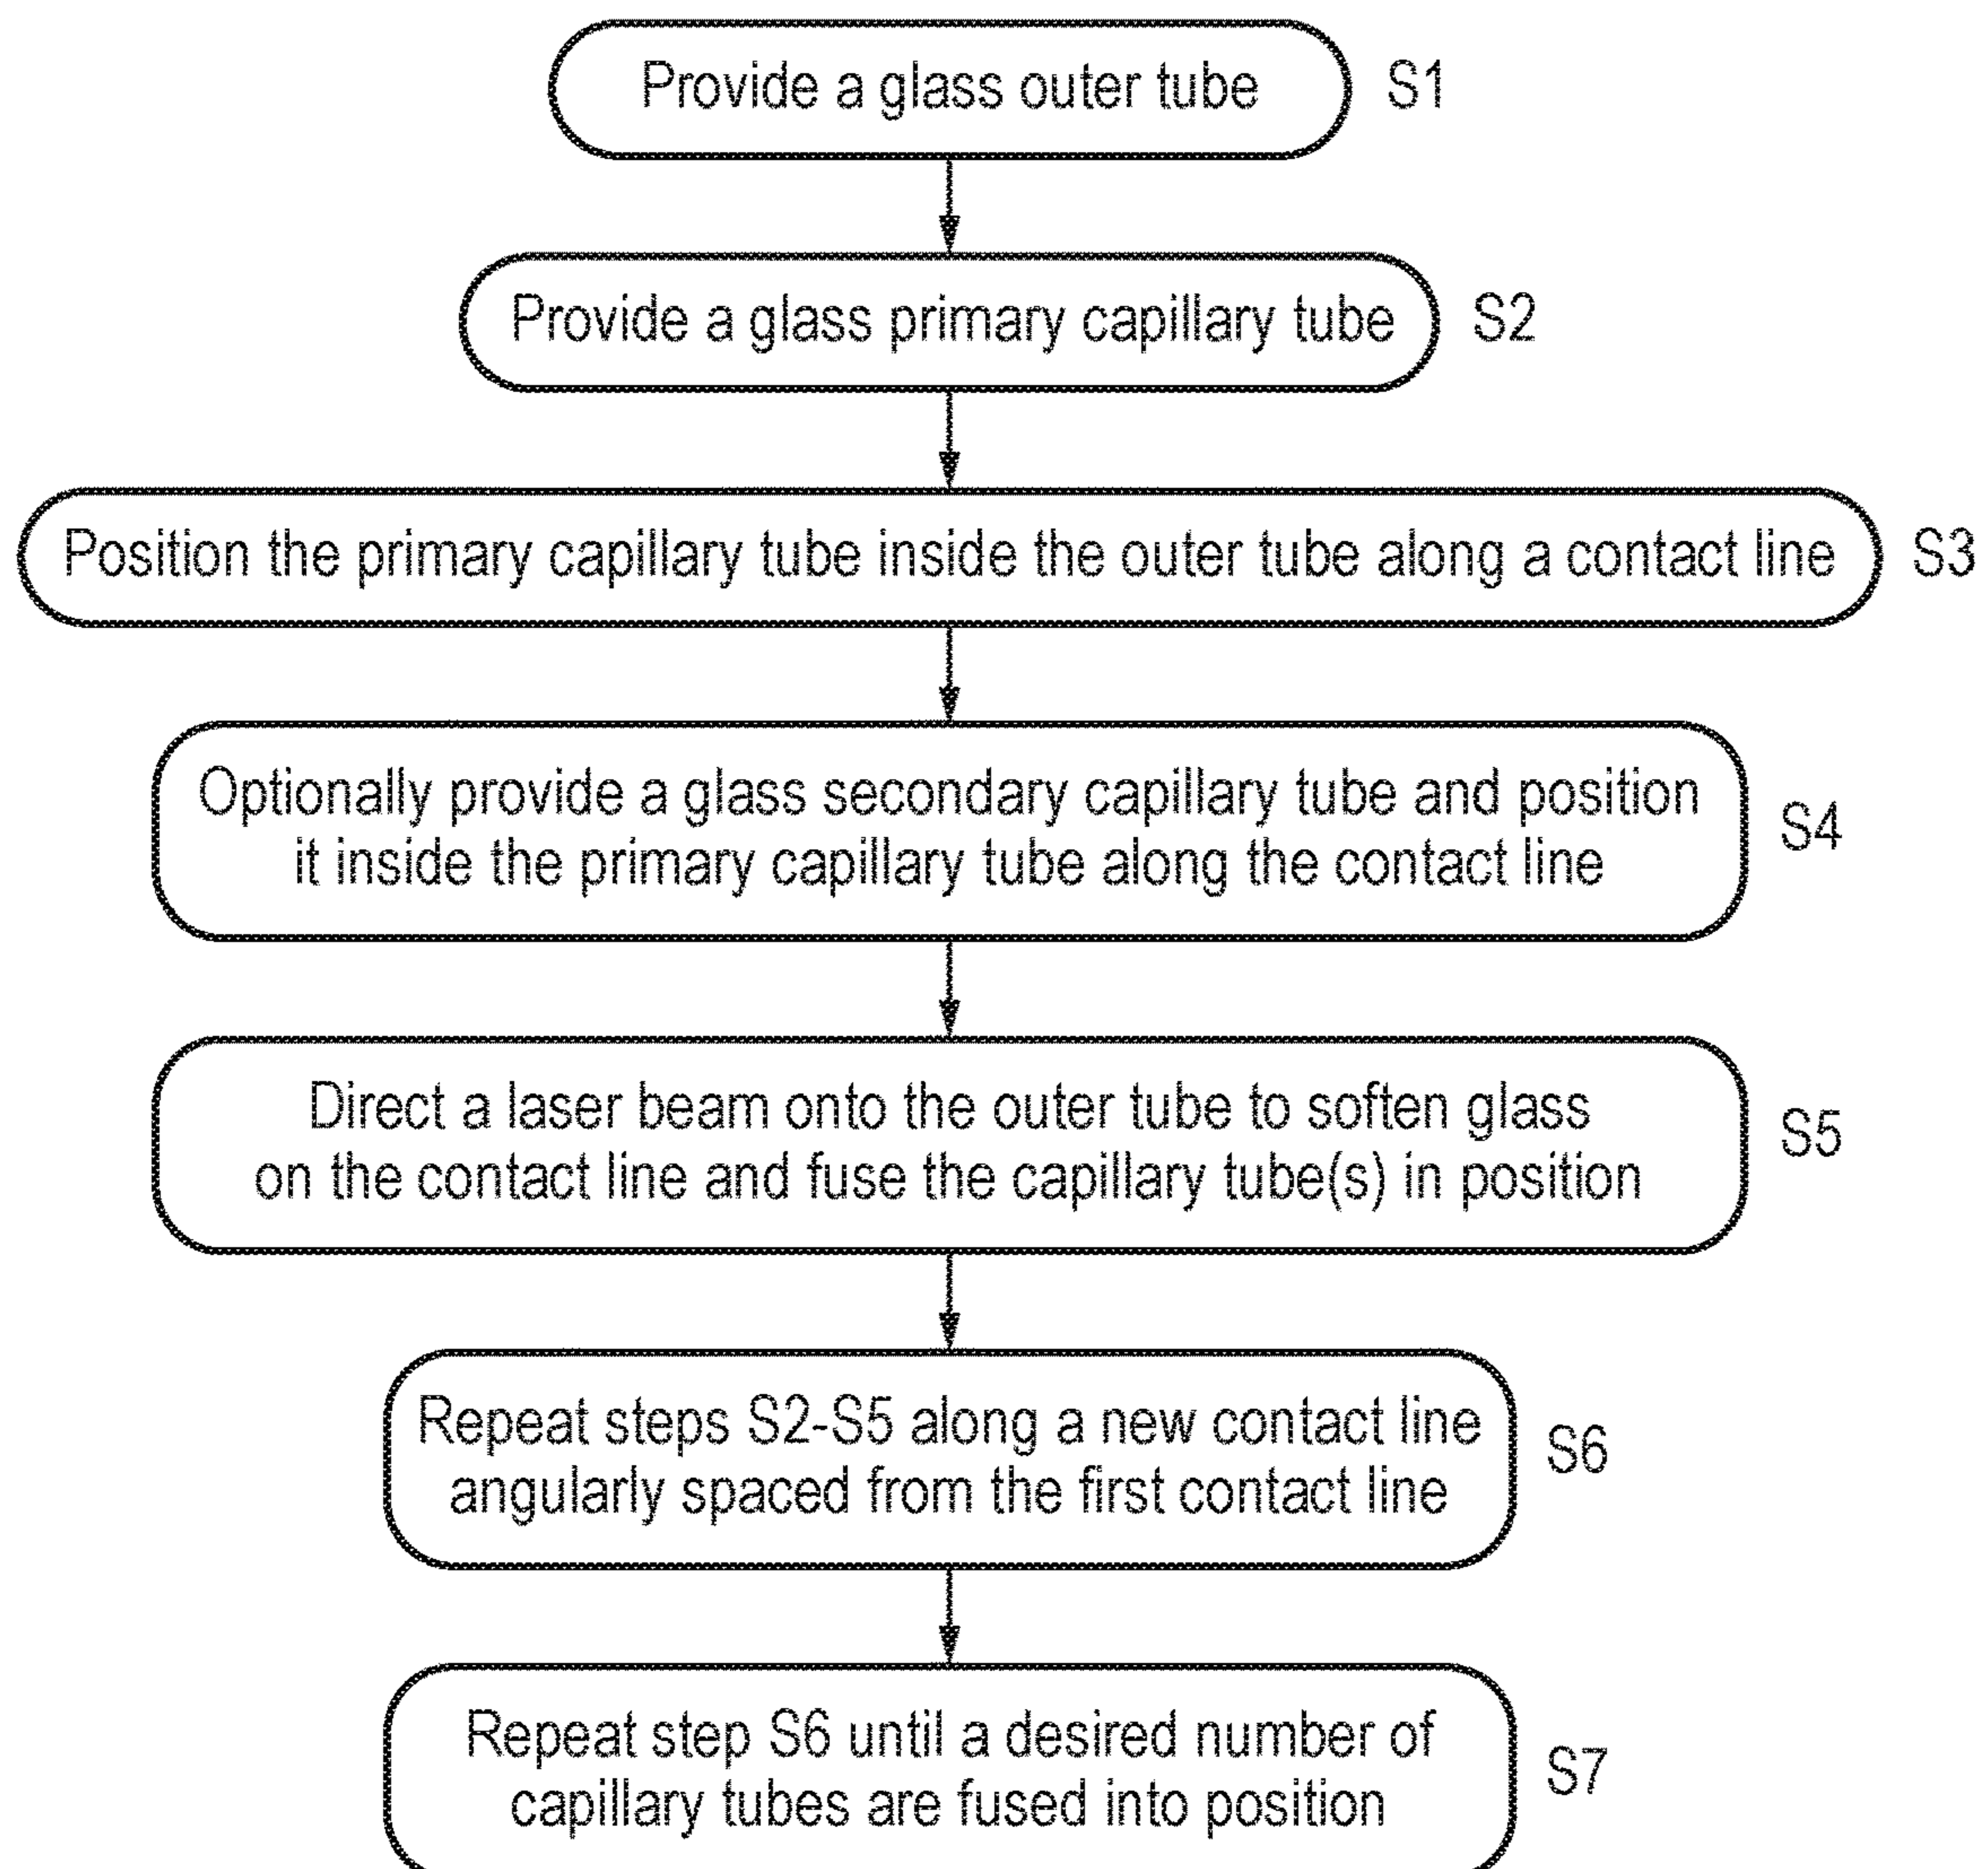 Provide a glass outer tube S1
Provide a glass primary capillary tube S2
Position the primary capillary tube inside the outer tube along a contact line S3
Optionally provide a glass secondary capillary tube and position
it inside the primary capillary tube along the contact line
S4
Direct a laser beam onto the outer tube to soften glass
on the contact line and fuse the capillary tube(s) in position
S5
Repeat steps S2-S5 along a new contact line
angularly spaced from the first contact line
S6
Repeat step S6 until a desired number of
capillary tubes are fused into position
S7